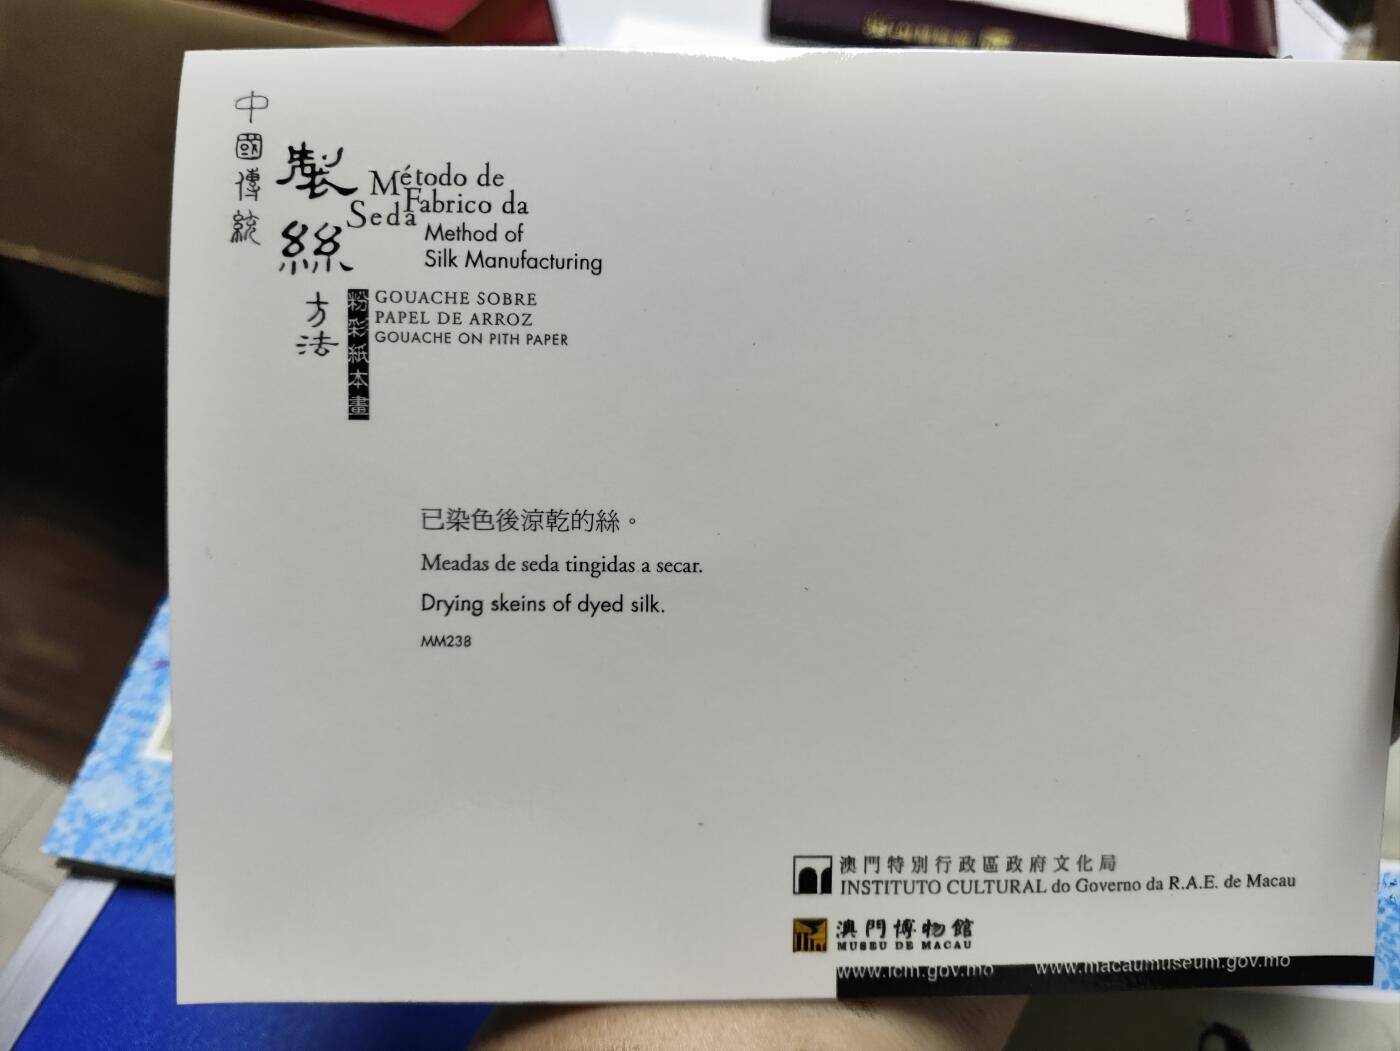 中國傳統
製絲
方法
Método de
Fabrico da
Seda
Method of
Silk Manufacturing
粉彩紙本畫
GOUACHE SOBRE
PAPEL DE ARROZ
GOUACHE ON PITH PAPER
已染色後涼乾的絲。
Meadas de seda tingidas a secar.
Drying skeins of dyed silk.
MM238
澳門特別行政區政府文化局
INSTITUTO CULTURAL do Governo da R.A.E. de Macau
澳門博物館
MUSEU DE MACAU
www.icm.gov.mo www.macaumuseum.gov.mo